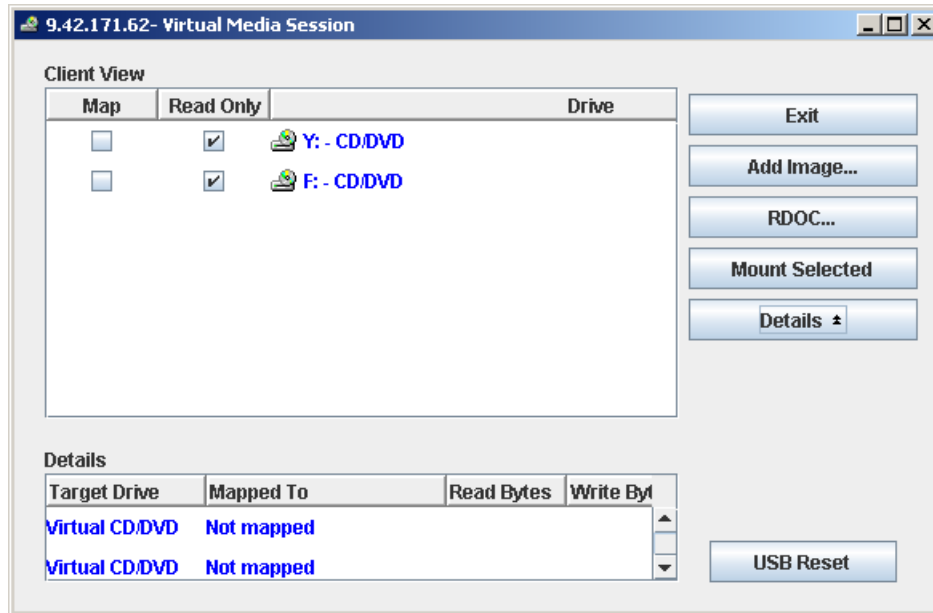 9.42.171.62- Virtual Media Session
Client View
Map Read Only Drive
Y: - CD/DVD
F: - CD/DVD
Exit
Add Image...
RDOC...
Mount Selected
Details
Details
Target Drive Mapped To Read Bytes Write Byt
Virtual CD/DVD Not mapped
Virtual CD/DVD Not mapped
USB Reset